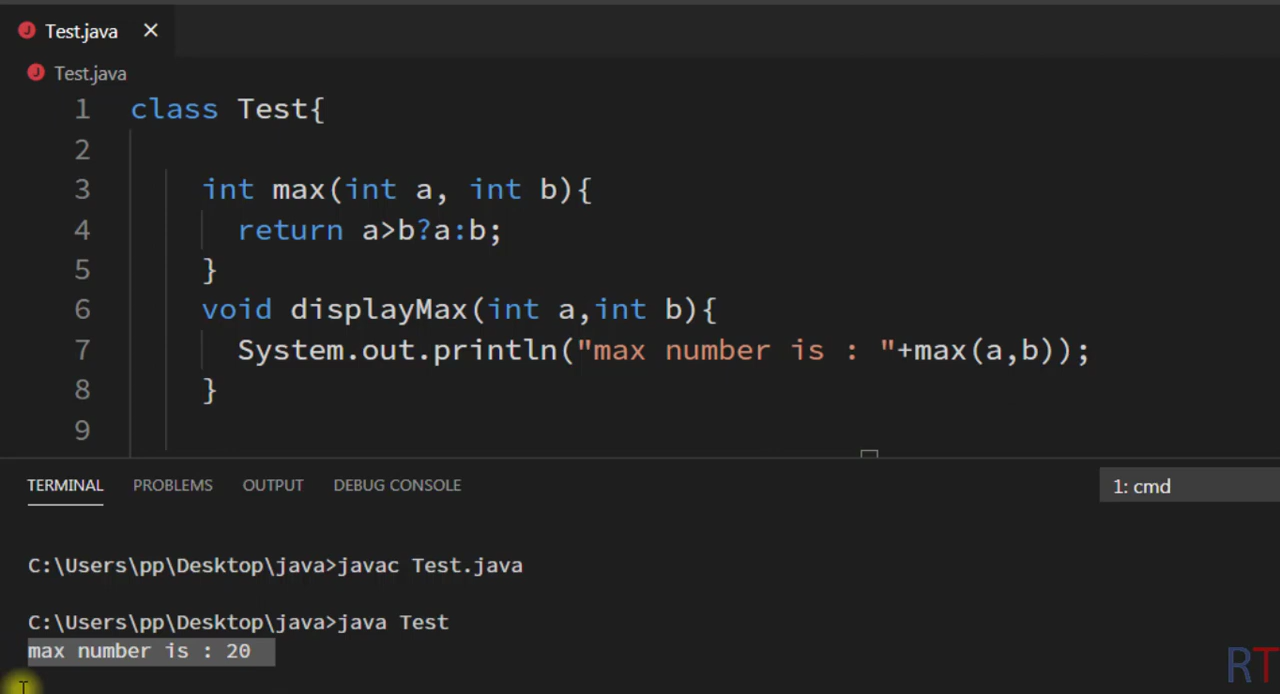 Test.java
Test.java
1 class Test{
2
3 int max(int a, int b){
4 return a>b?a:b;
5 }
6 void displayMax(int a,int b){
7 System.out.println("max number is : "+max(a,b));
8 }
9
TERMINAL PROBLEMS OUTPUT DEBUG CONSOLE 1: cmd
C:\Users\pp\Desktop\java>javac Test.java
C:\Users\pp\Desktop\java>java Test
max number is : 20
RT